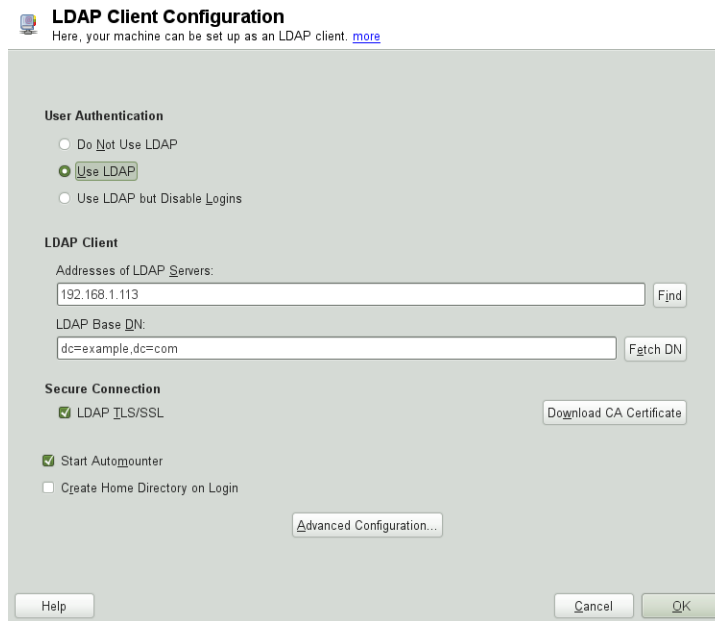 LDAP Client Configuration
Here, your machine can be set up as an LDAP client. more
User Authentication
Do Not Use LDAP
Use LDAP
Use LDAP but Disable Logins
LDAP Client
Addresses of LDAP Servers:
192.168.1.113 Find
LDAP Base DN:
dc=example,dc=com Fetch DN
Secure Connection
LDAP TLS/SSL Download CA Certificate
Start Automounter
Create Home Directory on Login
Advanced Configuration...
Help Cancel OK